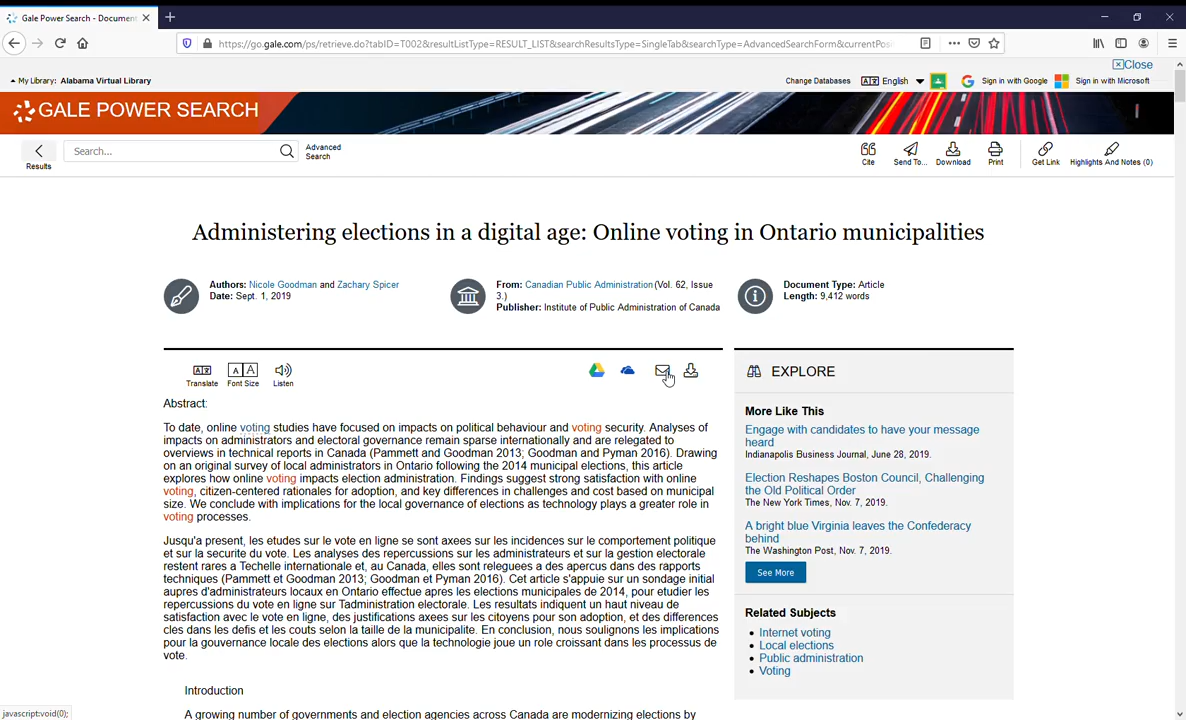 Gale Power Search - Document
https://go.gale.com/ps/retrieve.do?tabID=T002&resultListType=RESULT_LIST&searchResultsType=SingleTab&searchType=AdvancedSearchForm&currentPosi
Close
My Library: Alabama Virtual Library
Change Databases
English
Sign in with Google
Sign in with Microsoft
GALE POWER SEARCH
Results
Search...
Advanced
Search
Cite
Send To...
Download
Print
Get Link
Highlights And Notes (0)
Administering elections in a digital age: Online voting in Ontario municipalities
Authors: Nicole Goodman and Zachary Spicer
Date: Sept. 1, 2019
From: Canadian Public Administration(Vol. 62, Issue
3.)
Publisher: Institute of Public Administration of Canada
Document Type: Article
Length: 9,412 words
Translate
Font Size
Listen
Abstract:
To date, online voting studies have focused on impacts on political behaviour and voting security. Analyses of
impacts on administrators and electoral governance remain sparse internationally and are relegated to
overviews in technical reports in Canada (Pammett and Goodman 2013; Goodman and Pyman 2016). Drawing
on an original survey of local administrators in Ontario following the 2014 municipal elections, this article
explores how online voting impacts election administration. Findings suggest strong satisfaction with online
voting, citizen-centered rationales for adoption, and key differences in challenges and cost based on municipal
size. We conclude with implications for the local governance of elections as technology plays a greater role in
voting processes.
Jusqu'a present, les etudes sur le vote en ligne se sont axees sur les incidences sur le comportement politique
et sur la securite du vote. Les analyses des repercussions sur les administrateurs et sur la gestion electorale
restent rares a Techelle internationale et, au Canada, elles sont releguees a des apercus dans des rapports
techniques (Pammett et Goodman 2013; Goodman et Pyman 2016). Cet article s'appuie sur un sondage initial
aupres d'administrateurs locaux en Ontario effectue apres les elections municipales de 2014, pour etudier les
repercussions du vote en ligne sur Tadministration electorale. Les resultats indiquent un haut niveau de
satisfaction avec le vote en ligne, des justifications axees sur les citoyens pour son adoption, et des differences
cles dans les defis et les couts selon la taille de la municipalite. En conclusion, nous soulignons les implications
pour la gouvernance locale des elections alors que la technologie joue un role croissant dans les processus de
vote.
Introduction
A growing number of governments and election agencies across Canada are modernizing elections by
EXPLORE
More Like This
Engage with candidates to have your message
heard
Indianapolis Business Journal, June 28, 2019.
Election Reshapes Boston Council, Challenging
the Old Political Order
The New York Times, Nov. 7, 2019.
A bright blue Virginia leaves the Confederacy
behind
The Washington Post, Nov. 7, 2019.
See More
Related Subjects
Internet voting
Local elections
Public administration
Voting
javascript:void(0);